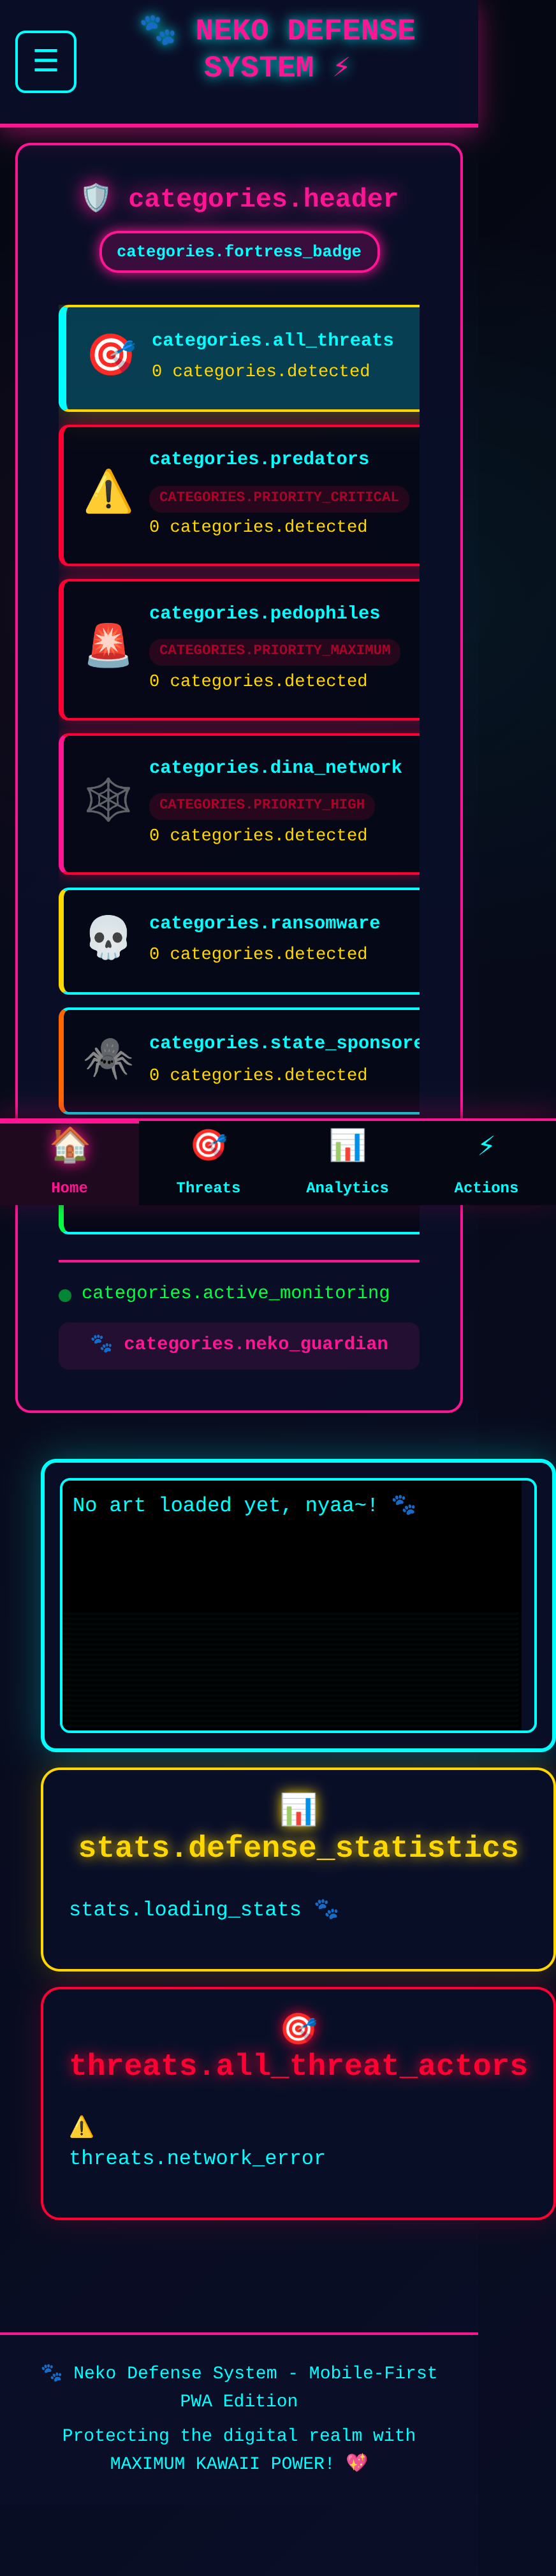 NEKO DEFENSE
SYSTEM
categories.header
categories.fortress_badge
categories.all_threats
0 categories.detected
categories.predators
CATEGORIES.PRIORITY_CRITICAL
0 categories.detected
categories.pedophiles
CATEGORIES.PRIORITY_MAXIMUM
0 categories.detected
categories.dina_network
CATEGORIES.PRIORITY_HIGH
0 categories.detected
categories.ransomware
0 categories.detected
categories.state_sponsore
0 categories.detected
Home Threats Analytics Actions
categories.active_monitoring
categories.neko_guardian
No art loaded yet, nyaa~!
stats.defense_statistics
stats.loading_stats
threats.all_threat_actors
threats.network_error
Neko Defense System - Mobile-First
PWA Edition
Protecting the digital realm with
MAXIMUM KAWAII POWER!